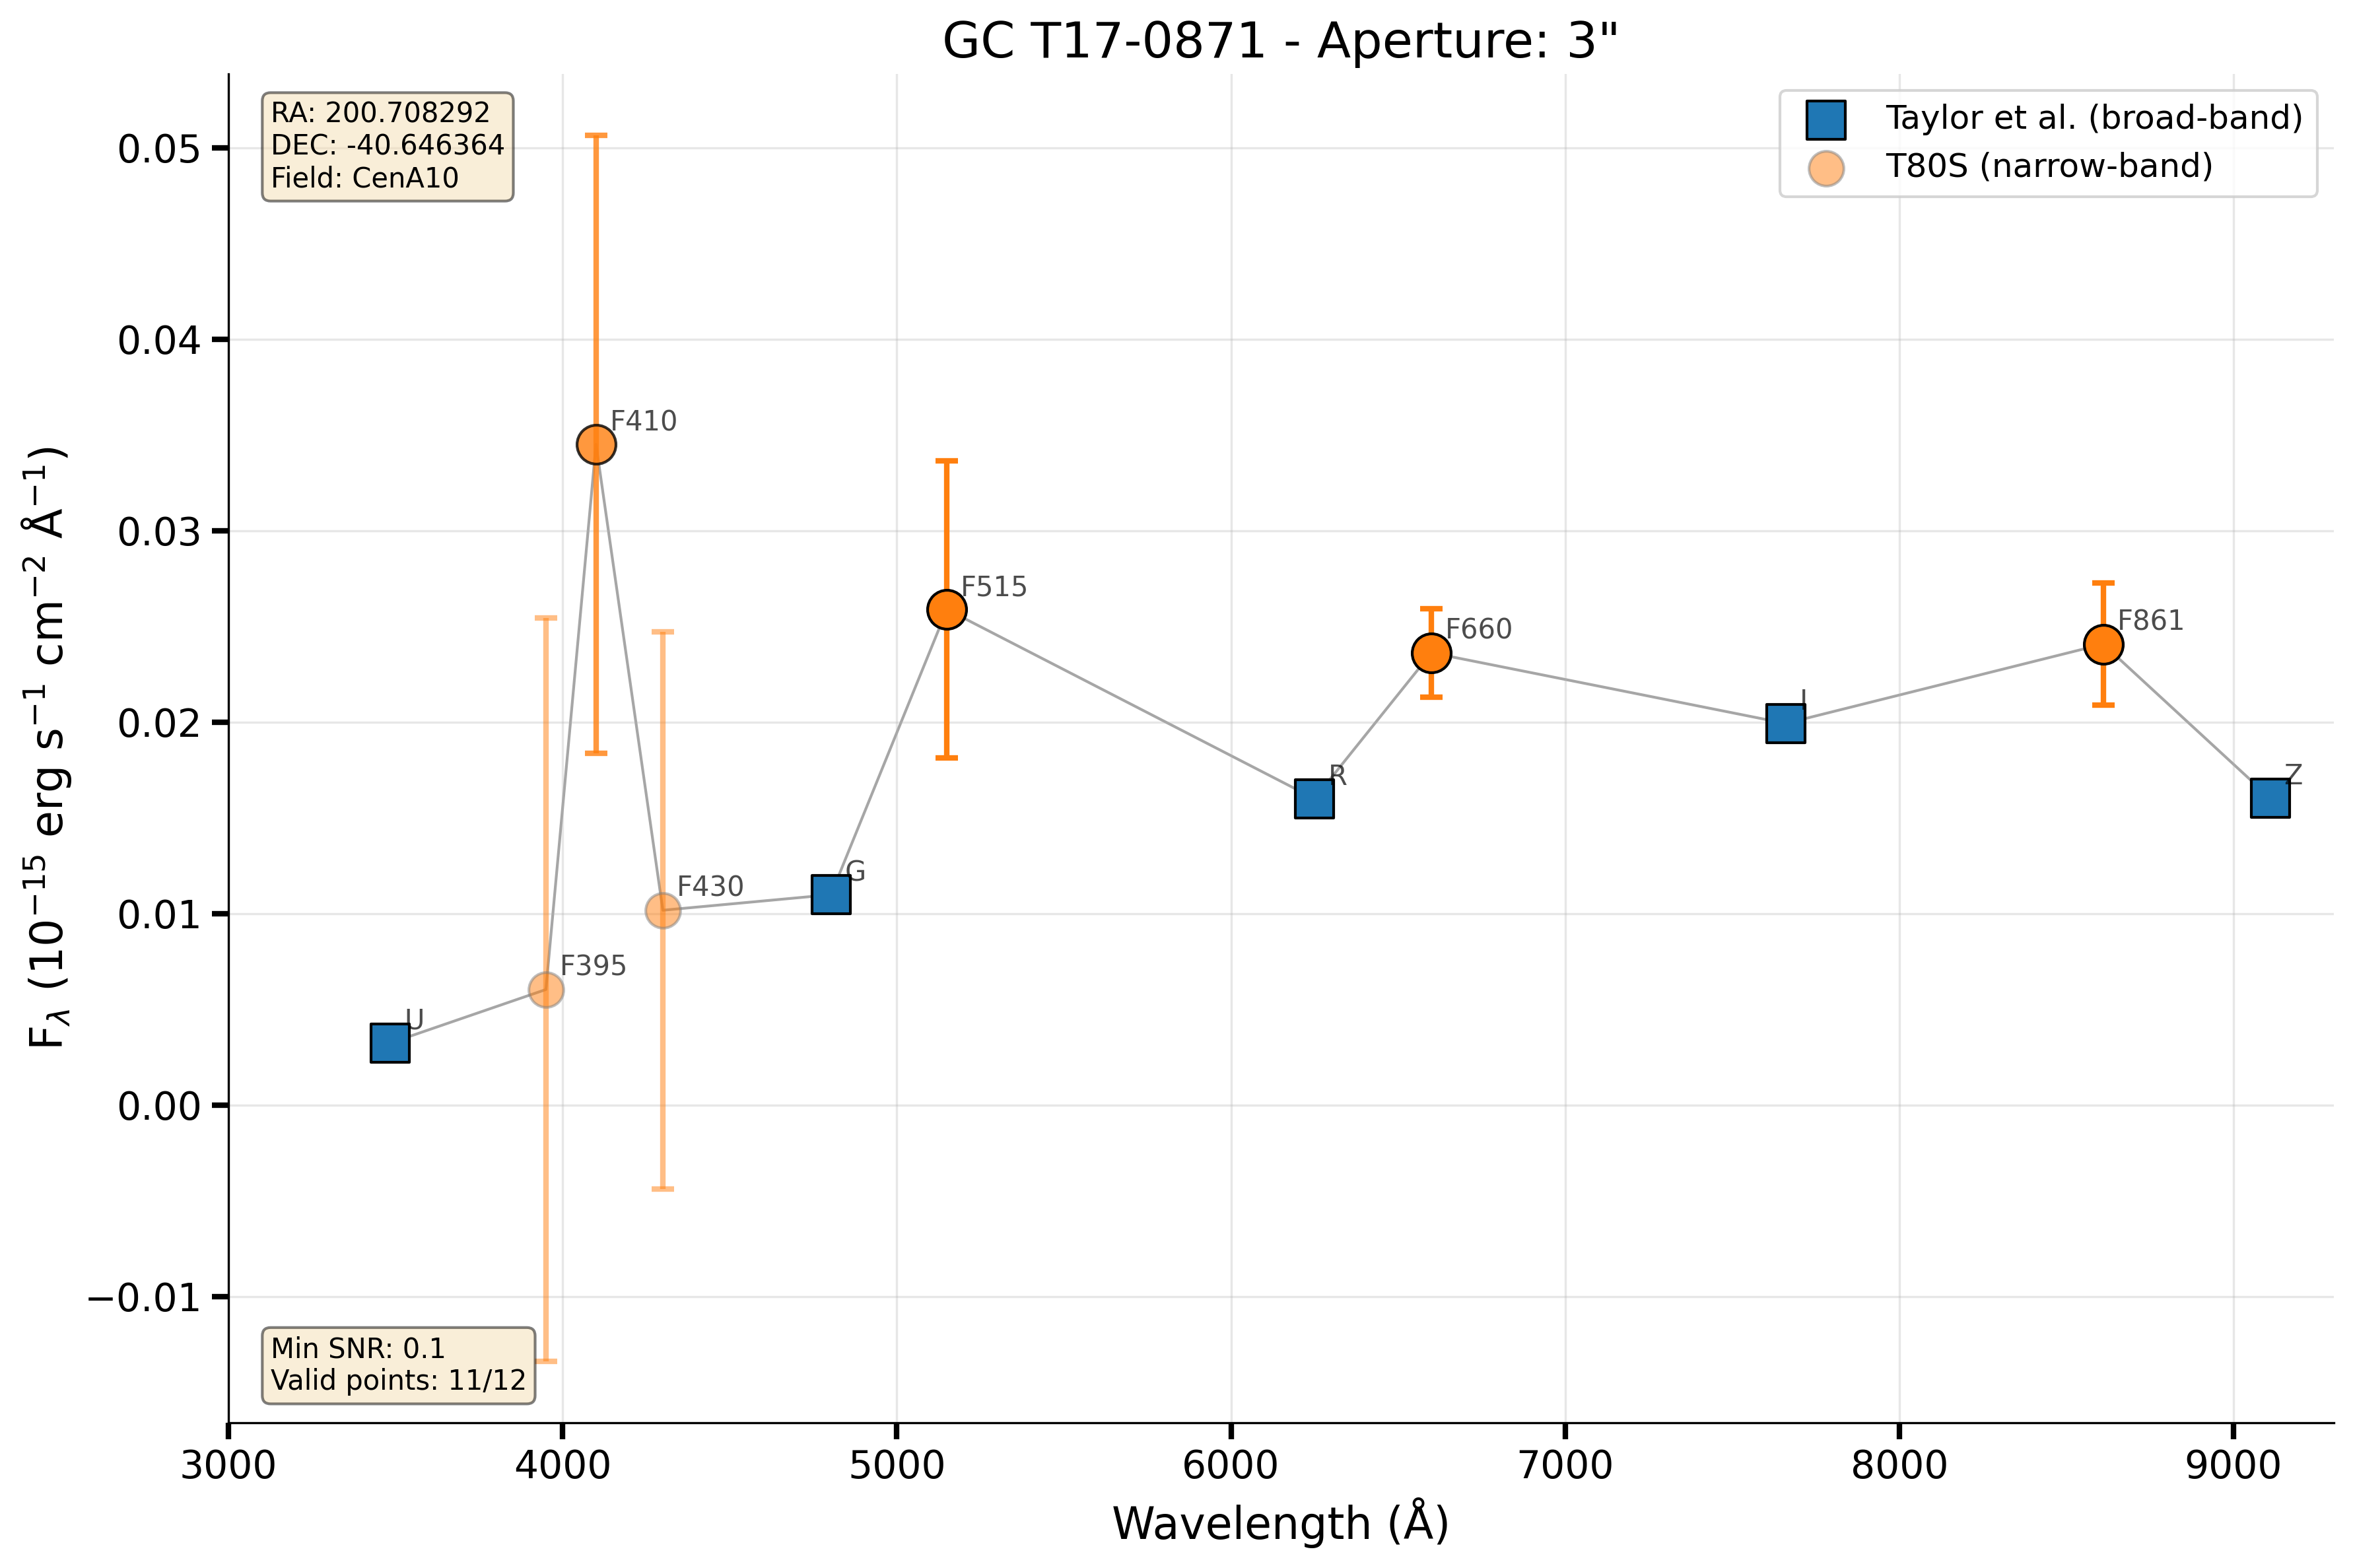 GC T17-0871 - Aperture: 3"
RA: 200.708292
DEC: -40.646364
Field: CenA10
Taylor et al. (broad-band)
T80S (narrow-band)
0.05
0.04
0.03
0.02
0.01
0.00
−0.01
F_λ (10⁻¹⁵ erg s⁻¹ cm⁻² Å⁻¹)
U
F395
F410
F430
G
F515
R
F660
I
F861
Z
Min SNR: 0.1
Valid points: 11/12
3000 4000 5000 6000 7000 8000 9000
Wavelength (Å)